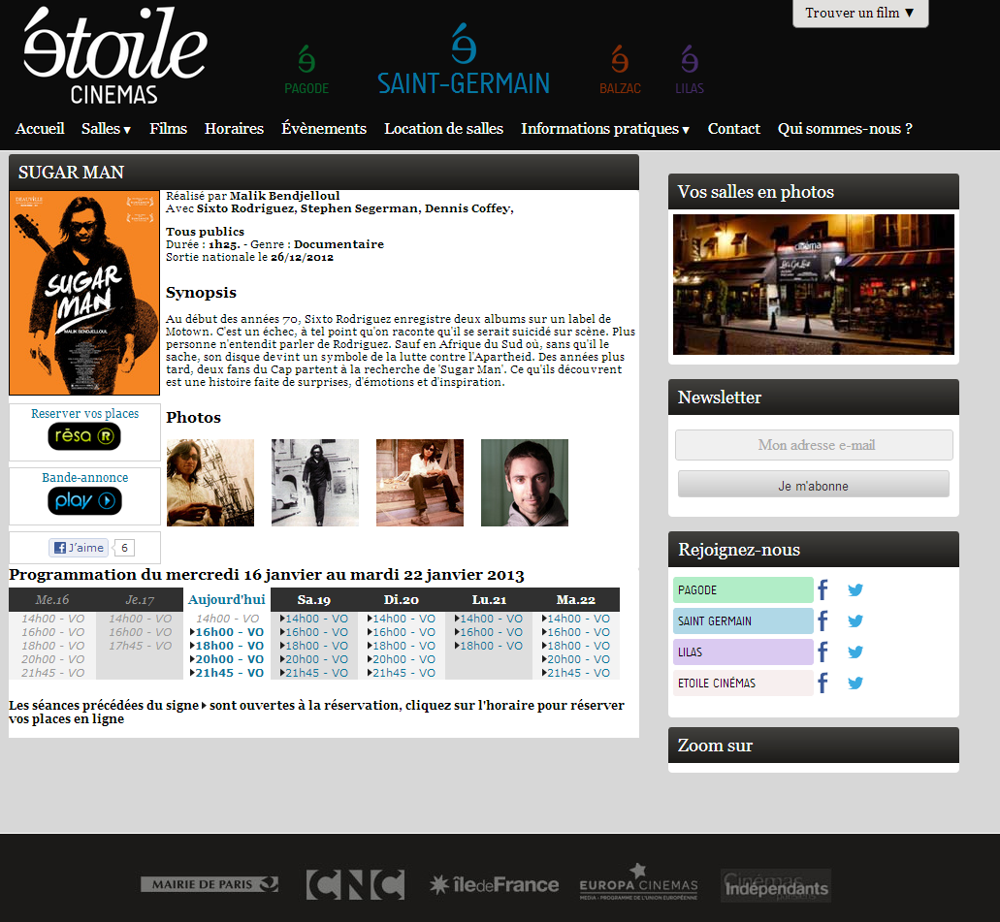 Trouver un film ▼
étoile
CINEMAS
é
PAGODE
é
SAINT-GERMAIN
é
BALZAC
é
LILAS
Accueil Salles ▾ Films Horaires Évènements Location de salles Informations pratiques ▾ Contact Qui sommes-nous ?
SUGAR MAN
DEAUVILLE
SUGAR
MAN
MALIK BENDJELLOUL
Réalisé par Malik Bendjelloul
Avec Sixto Rodriguez, Stephen Segerman, Dennis Coffey,
Tous publics
Durée : 1h25. - Genre : Documentaire
Sortie nationale le 26/12/2012
Synopsis
Au début des années 70, Sixto Rodriguez enregistre deux albums sur un label de
Motown. C'est un échec, à tel point qu'on raconte qu'il se serait suicidé sur scène. Plus
personne n'entendit parler de Rodriguez. Sauf en Afrique du Sud où, sans qu'il le
sache, son disque devint un symbole de la lutte contre l'Apartheid. Des années plus
tard, deux fans du Cap partent à la recherche de 'Sugar Man'. Ce qu'ils découvrent
est une histoire faite de surprises, d'émotions et d'inspiration.
Reserver vos places
rēsa R
Bande-annonce
play
J'aime 6
Photos
Programmation du mercredi 16 janvier au mardi 22 janvier 2013
Me.16 Je.17 Aujourd'hui Sa.19 Di.20 Lu.21 Ma.22
14h00 - VO 14h00 - VO 14h00 - VO 14h00 - VO 14h00 - VO 14h00 - VO 14h00 - VO
16h00 - VO 16h00 - VO 16h00 - VO 16h00 - VO 16h00 - VO 16h00 - VO 16h00 - VO
18h00 - VO 17h45 - VO 18h00 - VO 18h00 - VO 18h00 - VO 18h00 - VO 18h00 - VO
20h00 - VO 20h00 - VO 20h00 - VO 20h00 - VO 20h00 - VO
21h45 - VO 21h45 - VO 21h45 - VO 21h45 - VO 21h45 - VO
Les séances précédées du signe sont ouvertes à la réservation, cliquez sur l'horaire pour réserver
vos places en ligne
Vos salles en photos
cinéma
Newsletter
Mon adresse e-mail
Je m'abonne
Rejoignez-nous
PAGODE
SAINT GERMAIN
LILAS
ETOILE CINÉMAS
Zoom sur
MAIRIE DE PARIS
CNC
îledeFrance
EUROPA CINEMAS
MEDIA - PROGRAMME DE L'UNION EUROPÉENNE
Cinémas
Indépendants
parisiens